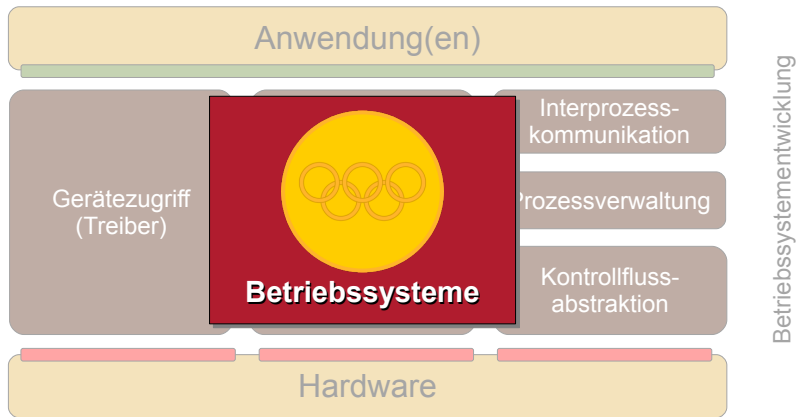 Anwendung(en)
Gerätezugriff
(Treiber)
Betriebssysteme
Interprozess-
kommunikation
Prozessverwaltung
Kontrollfluss-
abstraktion
Hardware
Betriebssystementwicklung